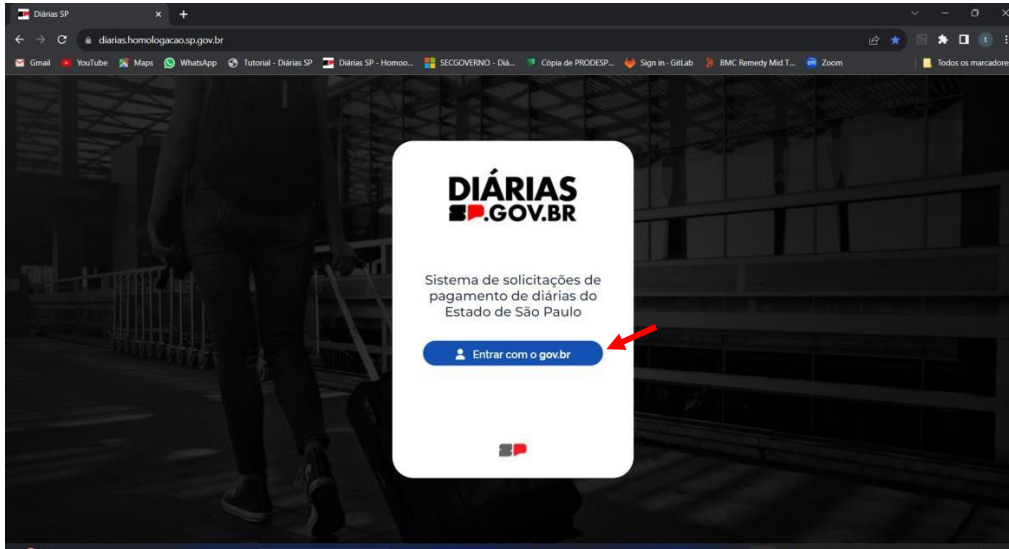 Diárias SP
diarias.homologacao.sp.gov.br
Gmail YouTube Maps WhatsApp Tutorial - Diárias SP Diárias SP - Homoo... SECGOVERNO - Diá... Cópia de PRODESP... Sign in - GitLab BMC Remedy Mid T... Zoom Todos os marcadore
DIÁRIAS
SP.GOV.BR
Sistema de solicitações de
pagamento de diárias do
Estado de São Paulo
Entrar com o gov.br
SP